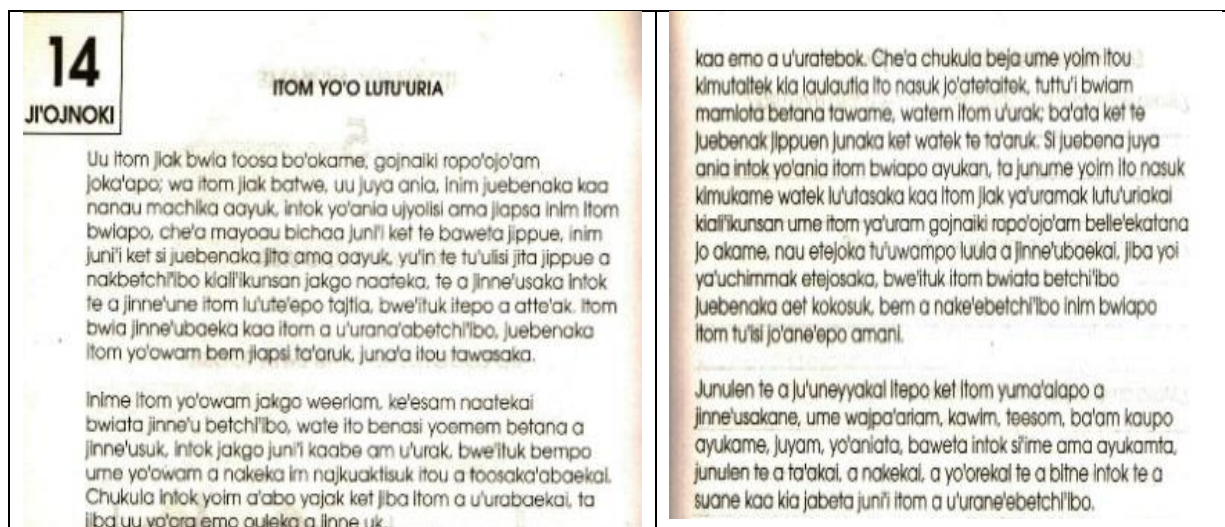 14
JI'OJNOKI
ITOM YO'O LUTU'URIA
Uu itom jiak bwia toosa bo'okame, gojnaiki ropo'ojo'am
joka'apo; wa itom jiak batwe, uu juya ania, inim juebenaka kaa
nanau machika aayuk, intok yo'ania ujyolisi ama jiapsa inim itom
bwiapo, che'a mayoau bichaa juni'i ket te baweta jippue, inim
juni'i ket si juebenaka jita ama aayuk, yu'in te tu'ulisi jita jippue a
nakbetchi'ibo kiali'ikunsan jakgo naateka, te a jinne'usaka intok
te a jinne'une itom lu'ute'epo tajtia, bwe'ituk itepo a atte'ak. Itom
bwia jinne'ubaeka kaa itom a u'urana'abetchi'ibo, juebenaka
itom yo'owam bem jiapsi ta'aruk, juna'a itou tawasaka.
Inime itom yo'owam jakgo weeriam, ke'esam naatekai
bwiata jinne'u betchi'ibo, wate ito benasi yoemem betana a
jinne'usuk, intok jakgo juni'i kaabe am u'urak, bwe'ituk bempo
ume yo'owam a nakeka im najkuaktisuk itou a toosaka'abaekai.
Chukula intok yoim a'abo yajak ket jiba itom a u'urabaekai, ta
jiba uu yo'ora emo ouleka a jinne'uk.
kaa emo a u'uratebok. Che'a chukula beja ume yoim itou
kimutaitek kia laulautia ito nasuk jo'atetaitek, tuttu'i bwiam
mamiota betana tawame, watem itom u'urak; ba'ata ket te
juebenak jippuen junaka ket watek te ta'aruk. Si juebena juya
ania intok yo'ania itom bwiapo ayukan, ta junume yoim ito nasuk
kimukame watek lu'utasaka kaa itom jiak ya'uramak lutu'uriakai
kiali'ikunsan ume itom ya'uram gojnaiki ropo'ojo'am belle'ekatana
jo akame, nau etejoka tu'uwampo luula a jinne'ubaekai, jiba yoi
ya'uchimmak etejosaka, bwe'ituk itom bwiata betchi'ibo
juebenaka aet kokosuk, bem a nake'ebetchi'ibo inim bwiapo
itom tu'isi jo'ane'epo amani.
Junulen te a ju'uneyyakai itepo ket itom yuma'alapo a
jinne'usakane, ume wajpa'ariam, kawim, teesom, ba'am kaupo
ayukame, juyam, yo'aniata, baweta intok si'ime ama ayukamta,
junulen te a ta'akai, a nakekai, a yo'orekai te a bitne intok te a
suane kaa kia jabeta juni'i itom a u'urane'ebetchi'ibo.